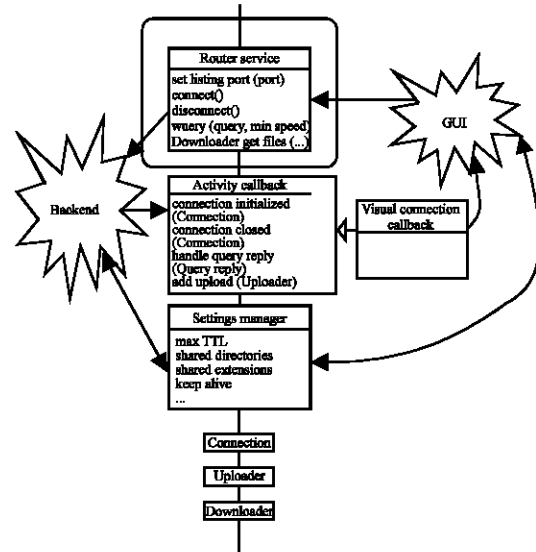 Router service
set listing port (port)
connect()
disconnect()
wuery (query, min speed)
Downloader get files (...)
GUI
Backend
Activity callback
connection initialized
(Connection)
connection closed
(Connection)
handle query reply
(Query reply)
add upload (Uploader)
Visual connection
callback
Settings manager
max TTL
shared directories
shared extensions
keep alive
...
Connection
Uploader
Downloader